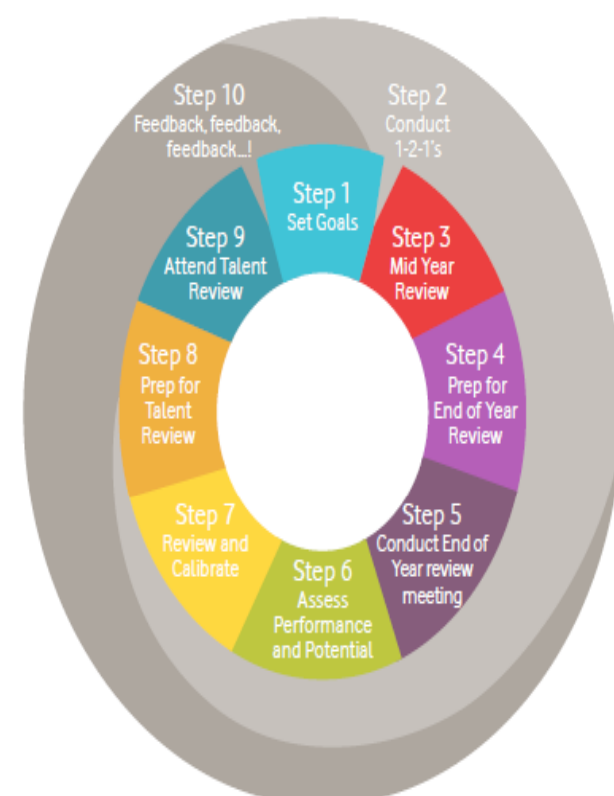 Step 1
Set Goals
Step 2
Conduct
1-2-1's
Step 3
Mid Year
Review
Step 4
Prep for
End of Year
Review
Step 5
Conduct End of
Year review
meeting
Step 6
Assess
Performance
and Potential
Step 7
Review and
Calibrate
Step 8
Prep for
Talent
Review
Step 9
Attend Talent
Review
Step 10
Feedback, feedback,
feedback...!